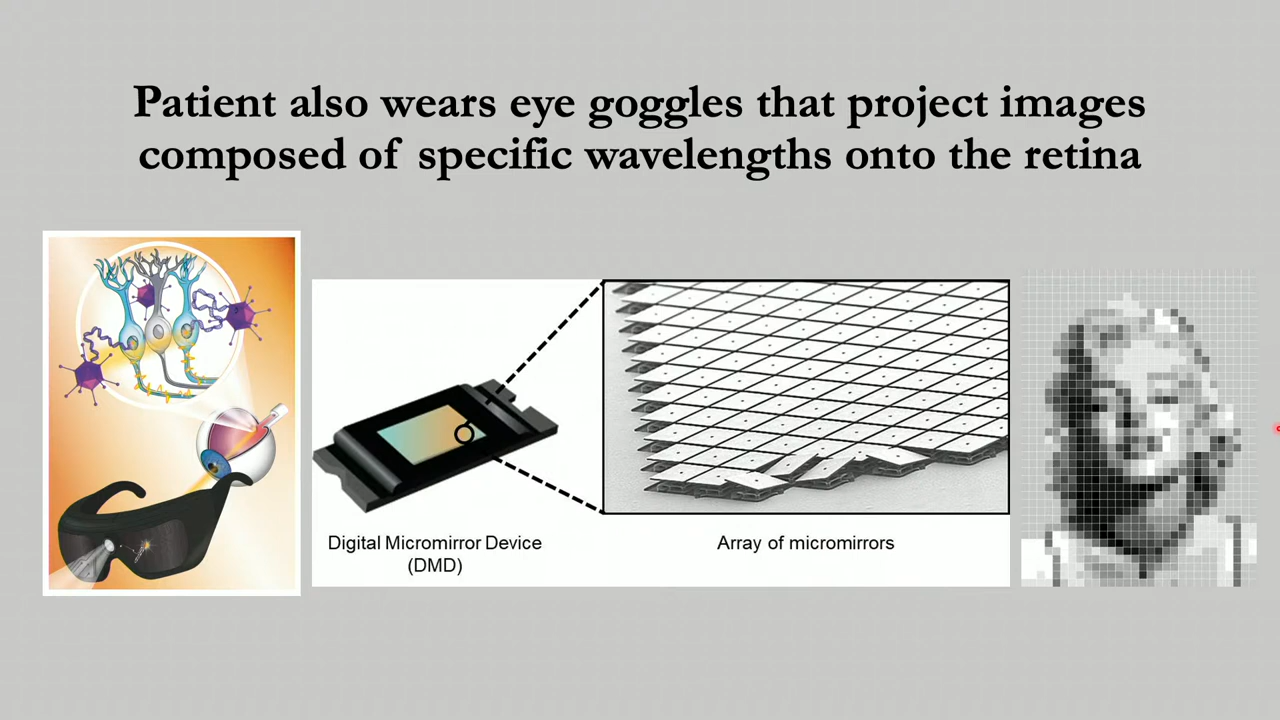 Patient also wears eye goggles that project images
composed of specific wavelengths onto the retina
Digital Micromirror Device
(DMD)
Array of micromirrors